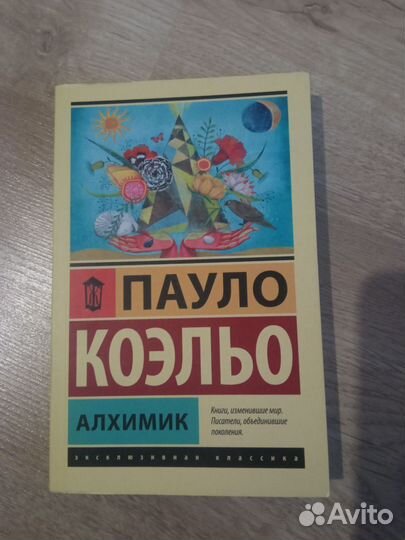 ПАУЛО
КОЭЛЬО
АЛХИМИК
Книги, изменившие мир.
Писатели, объединившие
поколения.
эксклюзивная классика
Avito